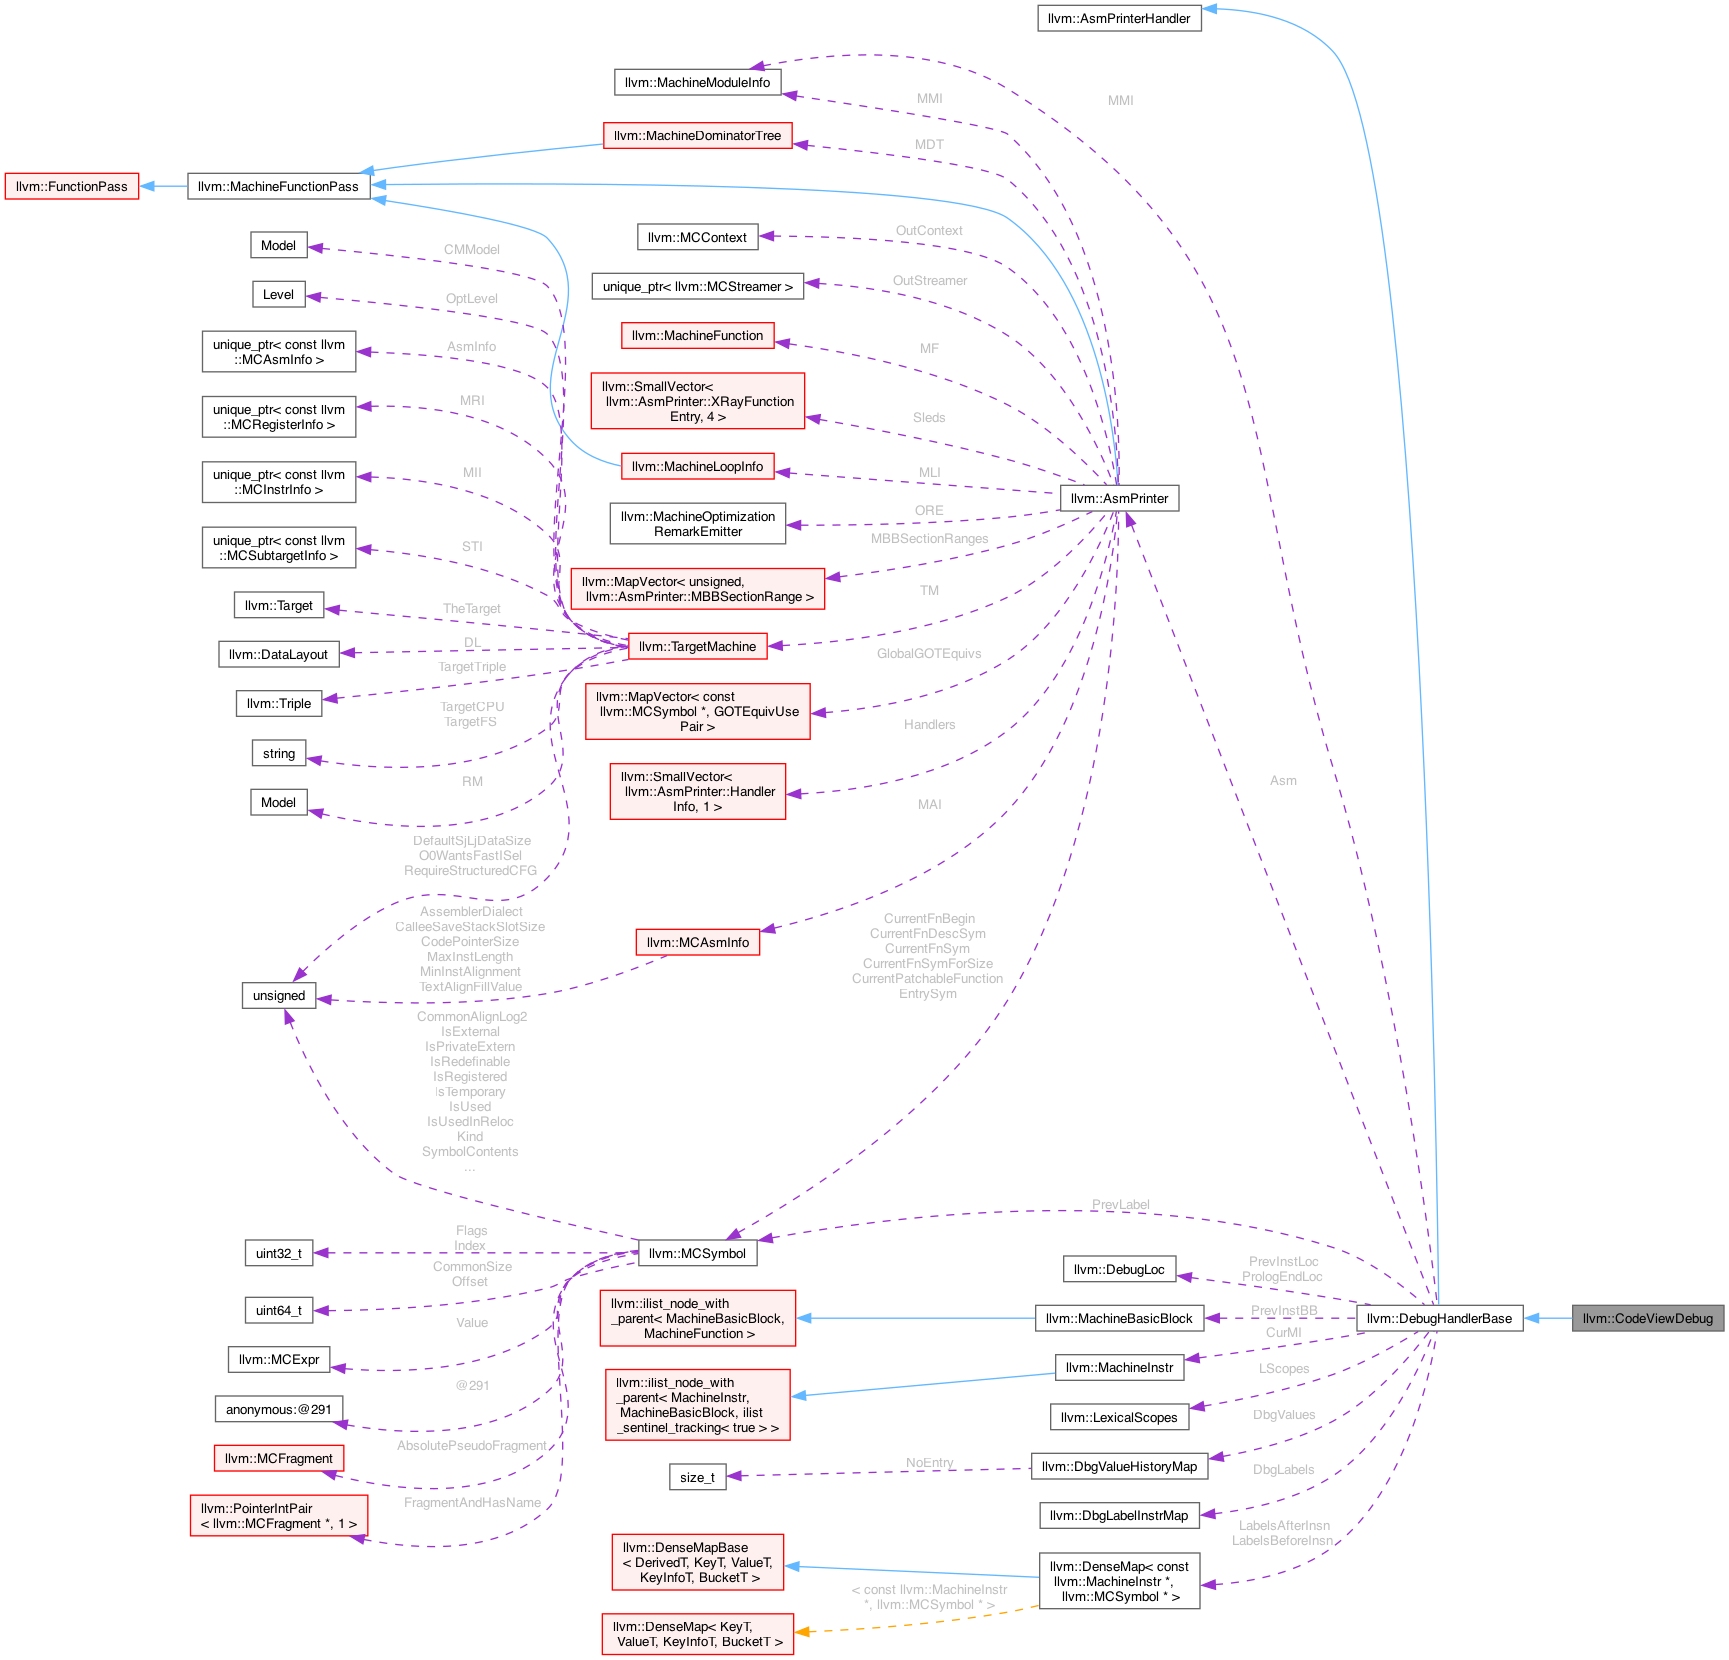 llvm::AsmPrinterHandler
llvm::MachineModuleInfo
MMI
MMI
llvm::MachineDominatorTree
MDT
llvm::FunctionPass
llvm::MachineFunctionPass
Model
CMModel
llvm::MCContext
OutContext
Level
OptLevel
unique_ptr< llvm::MCStreamer >
OutStreamer
unique_ptr< const llvm
::MCAsmInfo >
AsmInfo
llvm::MachineFunction
MF
unique_ptr< const llvm
::MCRegisterInfo >
MRI
llvm::SmallVector<
llvm::AsmPrinter::XRayFunction
Entry, 4 >
Sleds
unique_ptr< const llvm
::MCInstrInfo >
MII
llvm::MachineLoopInfo
MLI
llvm::AsmPrinter
unique_ptr< const llvm
::MCSubtargetInfo >
STI
llvm::MachineOptimization
RemarkEmitter
ORE
MBBSectionRanges
llvm::MapVector< unsigned,
llvm::AsmPrinter::MBBSectionRange >
TM
llvm::Target
TheTarget
llvm::DataLayout
DL
llvm::TargetMachine
GlobalGOTEquivs
TargetTriple
llvm::Triple
TargetCPU
TargetFS
llvm::MapVector< const
llvm::MCSymbol *, GOTEquivUse
Pair >
Handlers
string
RM
Model
llvm::SmallVector<
llvm::AsmPrinter::Handler
Info, 1 >
MAI
Asm
DefaultSjLjDataSize
O0WantsFastISel
RequireStructuredCFG
AssemblerDialect
CalleeSaveStackSlotSize
CodePointerSize
MaxInstLength
MinInstAlignment
TextAlignFillValue
llvm::MCAsmInfo
CurrentFnBegin
CurrentFnDescSym
CurrentFnSym
CurrentFnSymForSize
CurrentPatchableFunction
EntrySym
unsigned
CommonAlignLog2
IsExternal
IsPrivateExtern
IsRedefinable
IsRegistered
IsTemporary
IsUsed
IsUsedInReloc
Kind
SymbolContents
...
PrevLabel
uint32_t
Flags
Index
llvm::MCSymbol
llvm::DebugLoc
PrevInstLoc
PrologEndLoc
CommonSize
Offset
uint64_t
Value
llvm::ilist_node_with
_parent< MachineBasicBlock,
MachineFunction >
llvm::MachineBasicBlock
PrevInstBB
llvm::DebugHandlerBase
llvm::CodeViewDebug
CurMI
llvm::MCExpr
@291
anonymous:@291
llvm::ilist_node_with
_parent< MachineInstr,
MachineBasicBlock, ilist
_sentinel_tracking< true > >
llvm::MachineInstr
LScopes
llvm::LexicalScopes
DbgValues
AbsolutePseudoFragment
llvm::MCFragment
size_t
NoEntry
llvm::DbgValueHistoryMap
DbgLabels
FragmentAndHasName
llvm::PointerIntPair
< llvm::MCFragment *, 1 >
llvm::DbgLabelInstrMap
LabelsAfterInsn
LabelsBeforeInsn
llvm::DenseMapBase
< DerivedT, KeyT, ValueT,
KeyInfoT, BucketT >
llvm::DenseMap< const
llvm::MachineInstr *,
llvm::MCSymbol * >
< const llvm::MachineInstr
*, llvm::MCSymbol * >
llvm::DenseMap< KeyT,
ValueT, KeyInfoT, BucketT >